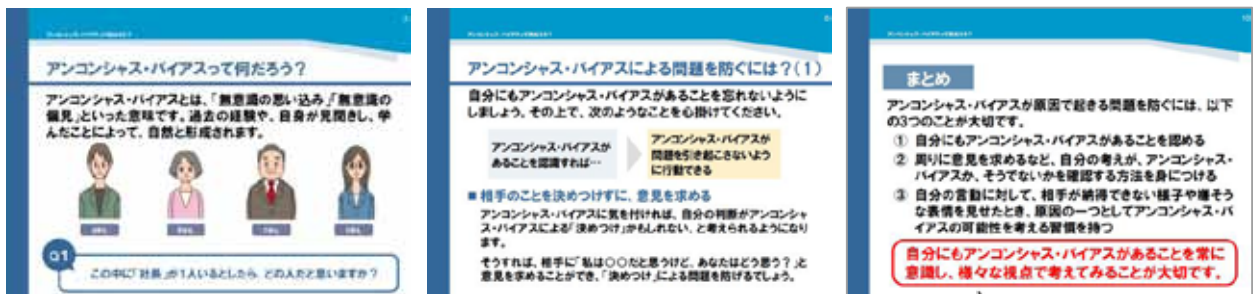 アンコンシャス・バイアスって何だろう？
アンコンシャス・バイアスとは、「無意識の思い込み」「無意識の
偏見」といった意味です。過去の経験や、自身が見聞きし、学
んだことによって、自然と形成されます。
Q1
この中に「社長」が1人いるとしたら どの人だと思いますか？
アンコンシャス・バイアスによる問題を防ぐには？(1)
自分にもアンコンシャス・バイアスがあることを忘れないように
しましょう。その上で、次のようなことを心掛けてください。
アンコンシャス・バイアスが
あることを認識すれば…
アンコンシャス・バイアスが
問題を引き起こさないよう
に行動できる
■ 相手のことを決めつけずに、意見を求める
アンコンシャス・バイアスに気を付ければ、自分の判断がアンコンシャ
ス・バイアスによる「決めつけ」かもしれない、と考えられるようになり
ます。
そうすれば、相手に「私は○○だと思うけど、あなたはどう思う？」と
意見を求めることができ、「決めつけ」による問題を防げるでしょう。
まとめ
アンコンシャス・バイアスが原因で起きる問題を防ぐには、以下
の3つのことが大切です。
① 自分にもアンコンシャス・バイアスがあることを認める
② 周りに意見を求めるなど、自分の考えが、アンコンシャス・
バイアスか、そうでないかを確認する方法を身につける
③ 自分の言動に対して、相手が納得できない様子や嫌そう
な表情を見せたとき、原因の一つとしてアンコンシャス・バ
イアスの可能性を考える習慣を持つ
自分にもアンコンシャス・バイアスがあることを常に
意識し、様々な視点で考えてみることが大切です。